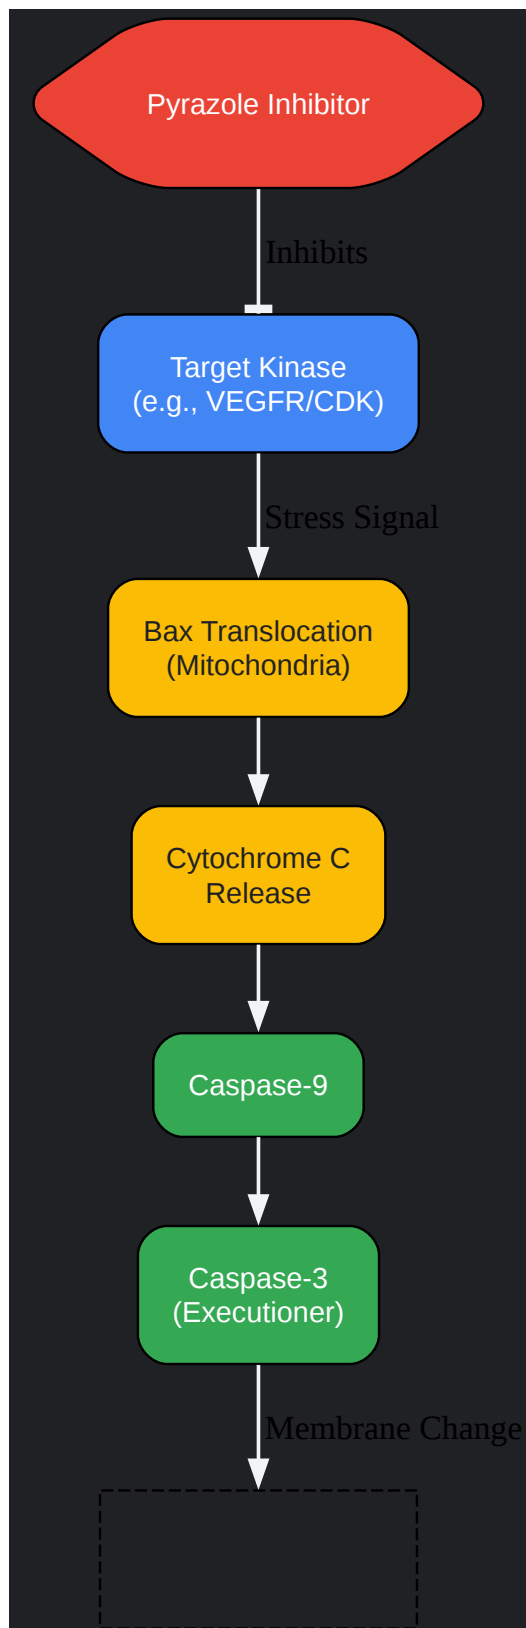 Pyrazole Inhibitor
Inhibits
Target Kinase
(e.g., VEGFR/CDK)
Stress Signal
Bax Translocation
(Mitochondria)
Cytochrome C
Release
Caspase-9
Caspase-3
(Executioner)
Membrane Change